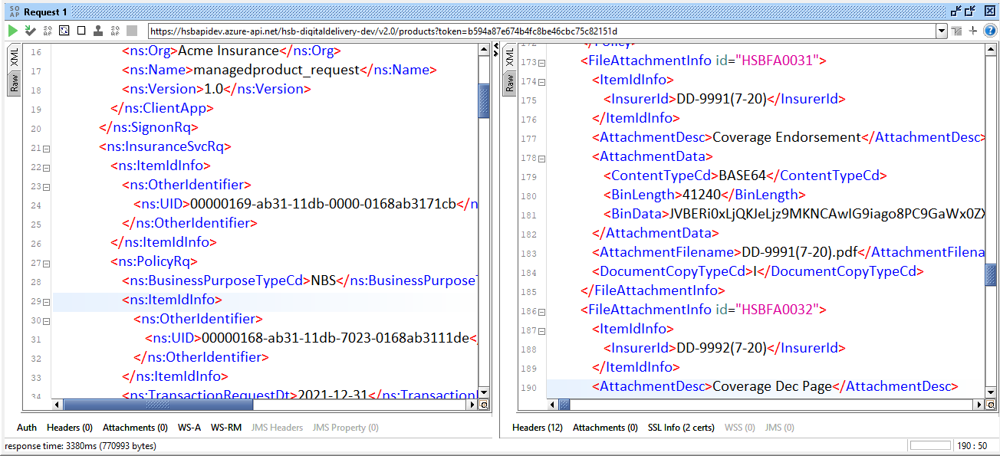 SO AP Request 1
https://hsbapidev.azure-api.net/hsb-digitaldelivery-dev/v2.0/products?token=b594a87e674b4fc8be46cbc75c82151d
XML
Raw
16 <ns:Org>Acme Insurance</ns:Org>
17 <ns:Name>managedproduct_request</ns:Name>
18 <ns:Version>1.0</ns:Version>
19 </ns:ClientApp>
20 </ns:SignonRq>
21 <ns:InsuranceSvcRq>
22 <ns:ItemIdInfo>
23 <ns:OtherIdentifier>
24 <ns:UID>00000169-ab31-11db-0000-0168ab3171cb</n
25 </ns:OtherIdentifier>
26 </ns:ItemIdInfo>
27 <ns:PolicyRq>
28 <ns:BusinessPurposeTypeCd>NBS</ns:BusinessPurpose
29 <ns:ItemIdInfo>
30 <ns:OtherIdentifier>
31 <ns:UID>00000168-ab31-11db-7023-0168ab3111de<
32 </ns:OtherIdentifier>
33 </ns:ItemIdInfo>
34 <ns:TransactionRequestDt>2021-12-31</ns:Transaction
XML
Raw
172 </Policy>
173 <FileAttachmentInfo id="HSBFA0031">
174 <ItemIdInfo>
175 <InsurerId>DD-9991(7-20)</InsurerId>
176 </ItemIdInfo>
177 <AttachmentDesc>Coverage Endorsement</AttachmentDesc>
178 <AttachmentData>
179 <ContentTypeCd>BASE64</ContentTypeCd>
180 <BinLength>41240</BinLength>
181 <BinData>JVBERi0xLjQKJeLjz9MKNCAwIG9iago8PC9GaWx0ZX
182 </AttachmentData>
183 <AttachmentFilename>DD-9991(7-20).pdf</AttachmentFilena
184 <DocumentCopyTypeCd>I</DocumentCopyTypeCd>
185 </FileAttachmentInfo>
186 <FileAttachmentInfo id="HSBFA0032">
187 <ItemIdInfo>
188 <InsurerId>DD-9992(7-20)</InsurerId>
189 </ItemIdInfo>
190 <AttachmentDesc>Coverage Dec Page</AttachmentDesc>
Auth Headers (0) Attachments (0) WS-A WS-RM JMS Headers JMS Property (0)
Headers (12) Attachments (0) SSL Info (2 certs) WSS (0) JMS (0)
response time: 3380ms (770993 bytes)
190 : 50